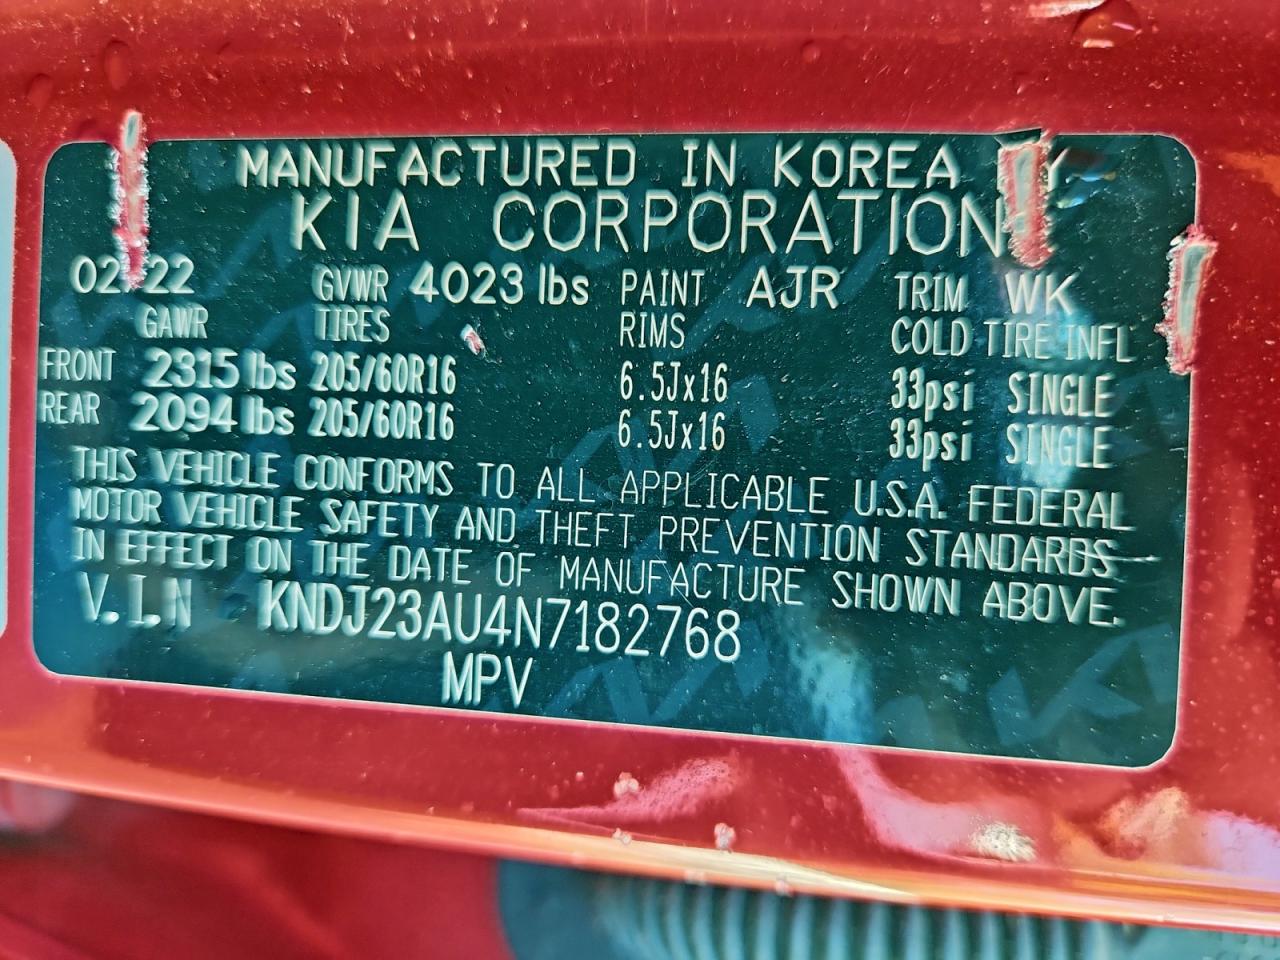 MANUFACTURED IN KOREA
KIA CORPORATION
02/22 GVWR 4023 lbs PAINT AJR TRIM WK
GAWR TIRES RIMS COLD TIRE INFL
FRONT 2315 lbs 205/60R16 6.5Jx16 33psi SINGLE
REAR 2094 lbs 205/60R16 6.5Jx16 33psi SINGLE
THIS VEHICLE CONFORMS TO ALL APPLICABLE U.S.A. FEDERAL
MOTOR VEHICLE SAFETY AND THEFT PREVENTION STANDARDS
IN EFFECT ON THE DATE OF MANUFACTURE SHOWN ABOVE.
V.I.N KNDJ23AU4N7182768
MPV